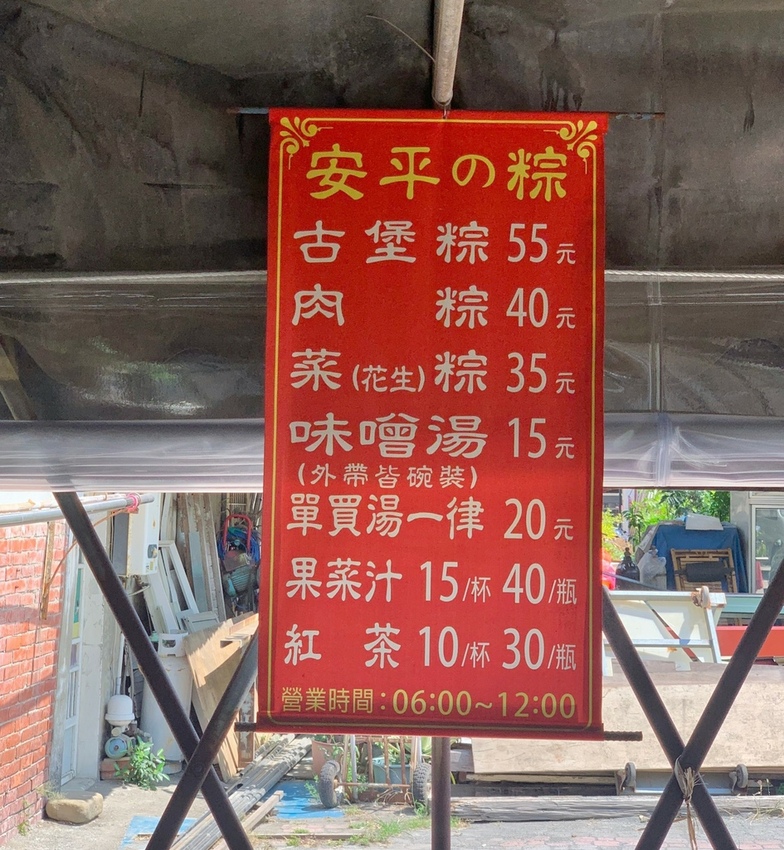 安平の粽
古堡粽 55元
肉粽 40元
菜(花生)粽 35元
味噌湯 15元
(外帶皆碗裝)
單買湯一律 20元
果菜汁 15/杯 40/瓶
紅茶 10/杯 30/瓶
營業時間：06:00~12:00